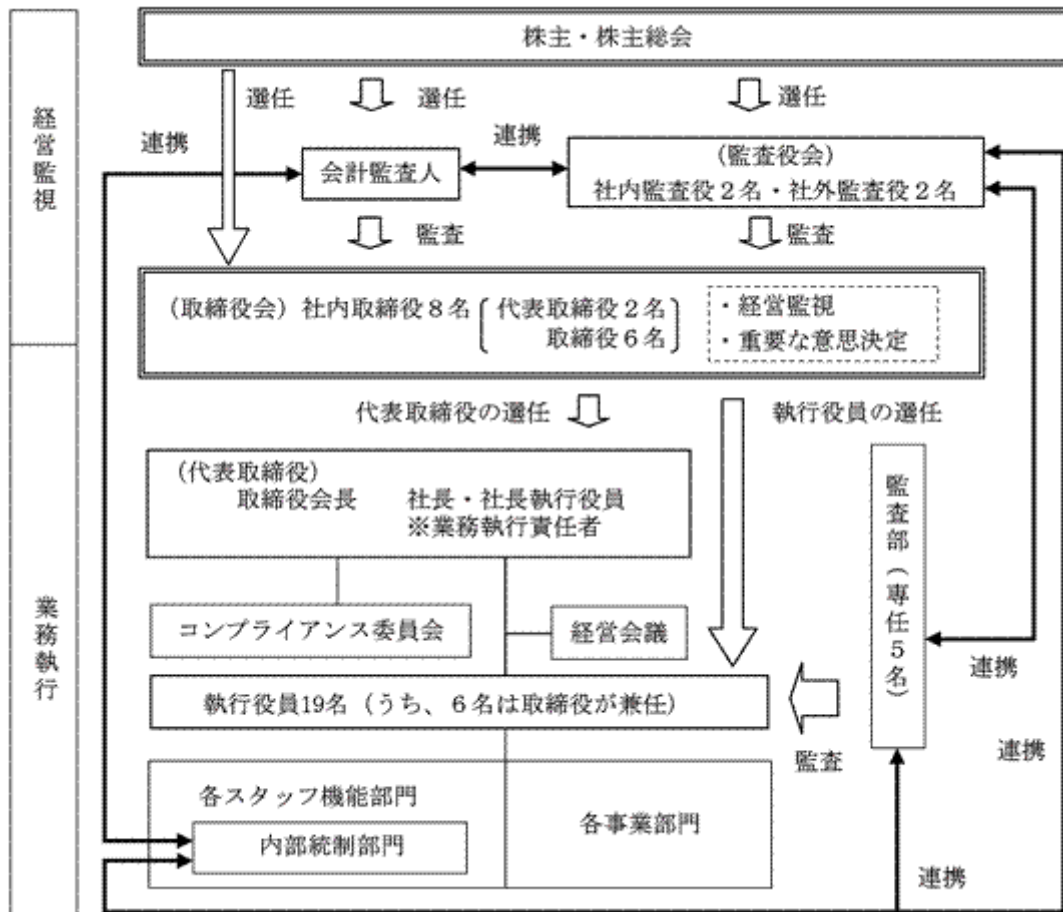 株主・株主総会
選任
選任
選任
経営監視
連携
連携
会計監査人
(監査役会)
社内監査役２名・社外監査役２名
監査
監査
(取締役会) 社内取締役８名
代表取締役２名
取締役６名
・経営監視
・重要な意思決定
代表取締役の選任
執行役員の選任
(代表取締役)
取締役会長　社長・社長執行役員
※業務執行責任者
監査部（専任５名）
業務執行
コンプライアンス委員会
経営会議
連携
執行役員19名（うち、６名は取締役が兼任）
監査
連携
各スタッフ機能部門
各事業部門
内部統制部門
連携